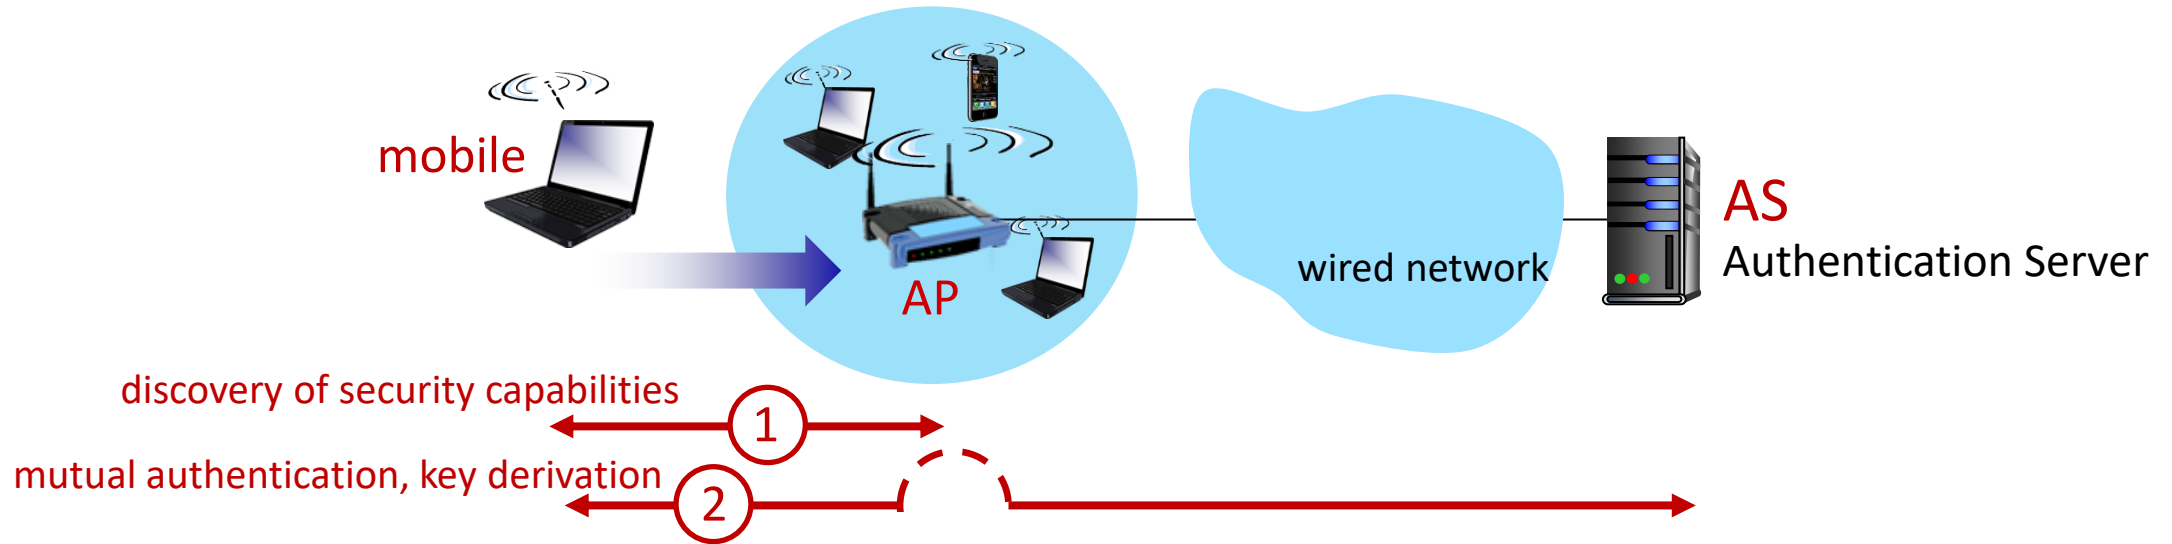 mobile
AP
wired network
AS
Authentication Server
discovery of security capabilities
1
mutual authentication, key derivation
2